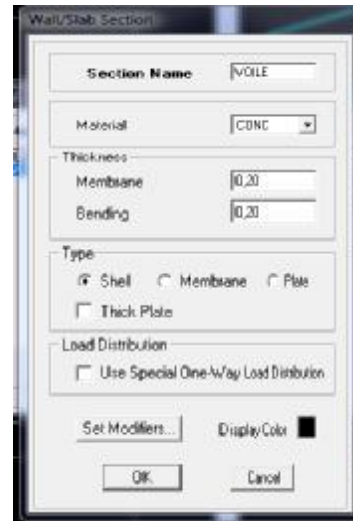 Wall/Slab Section
Section Name VOILE
Material CONC
Thickness
Membrane 0,20
Bending 0,20
Type
Shell Membrane Plate
Thick Plate
Load Distribution
Use Special One-Way Load Distribution
Set Modifiers... Display Color
OK Cancel